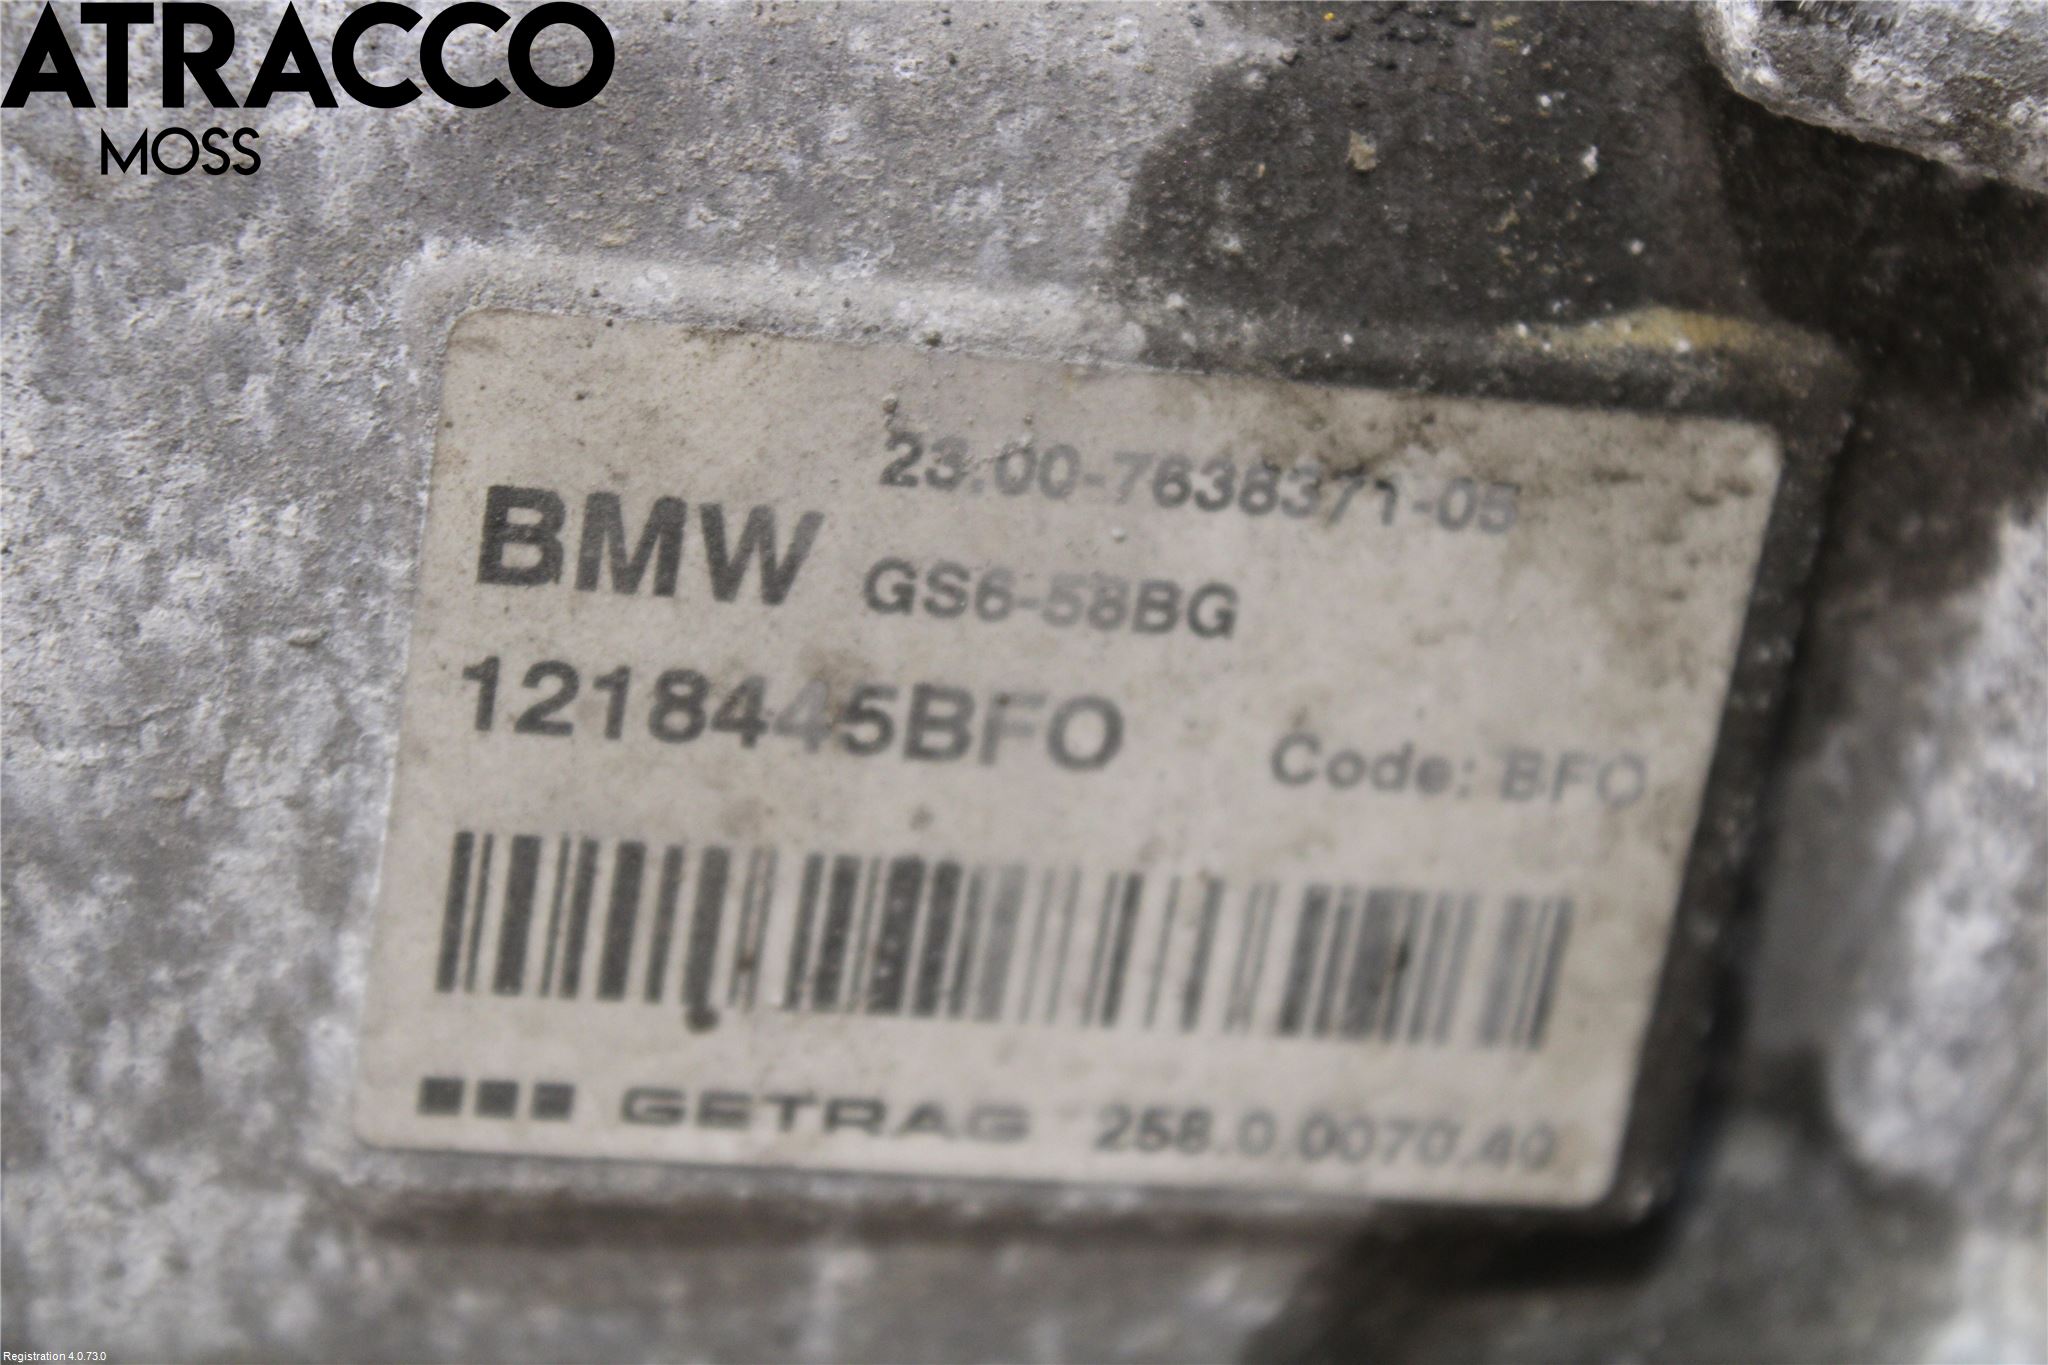 ATRACCO
MOSS
23.00-7638371-05
BMW GS6-58BG
1218445BFO Code: BFO
GETRAG 258.0.0070.40
Registration 4.0.73.0